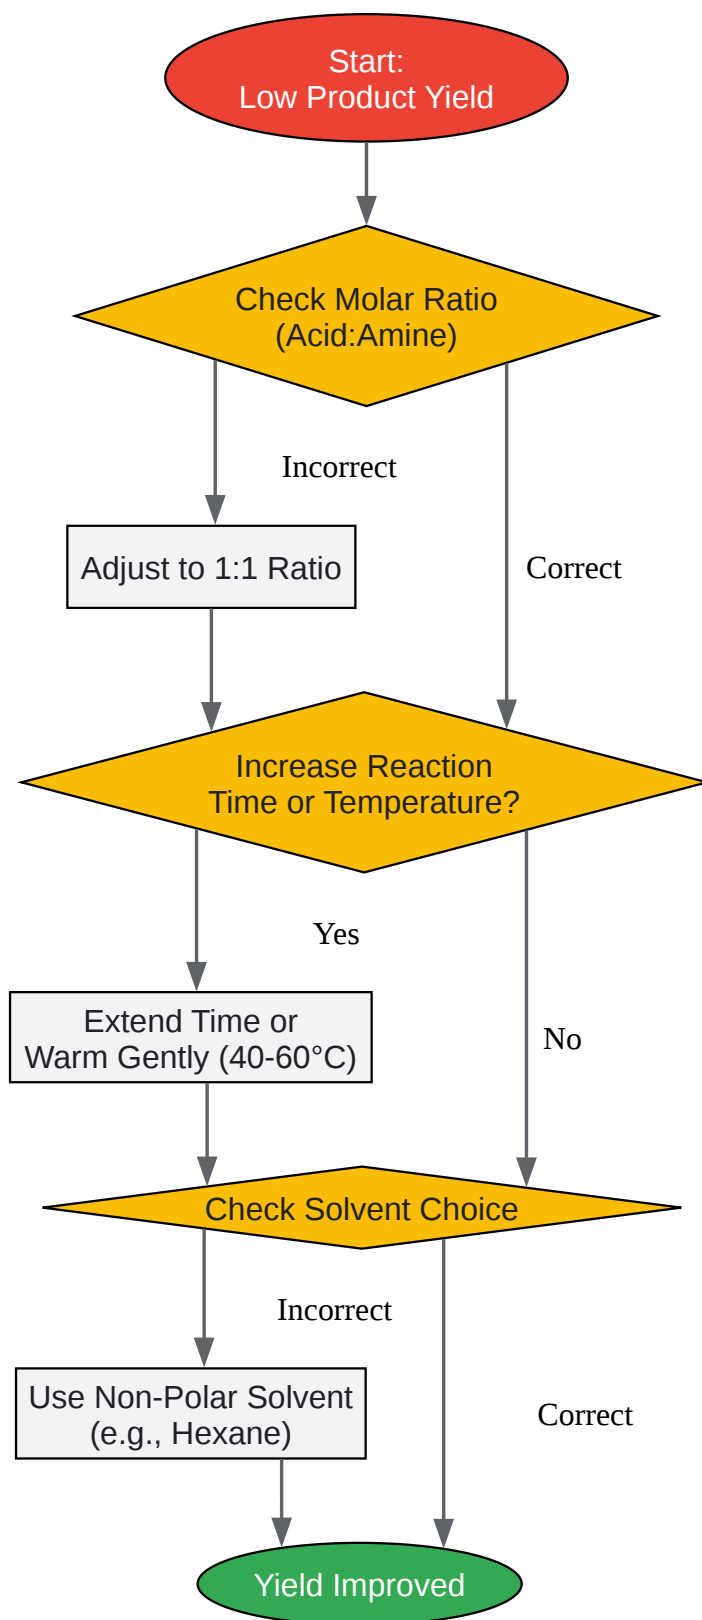 Start:
Low Product Yield
Check Molar Ratio
(Acid:Amine)
Incorrect
Adjust to 1:1 Ratio
Correct
Increase Reaction
Time or Temperature?
Yes
Extend Time or
Warm Gently (40-60°C)
No
Check Solvent Choice
Incorrect
Use Non-Polar Solvent
(e.g., Hexane)
Correct
Yield Improved